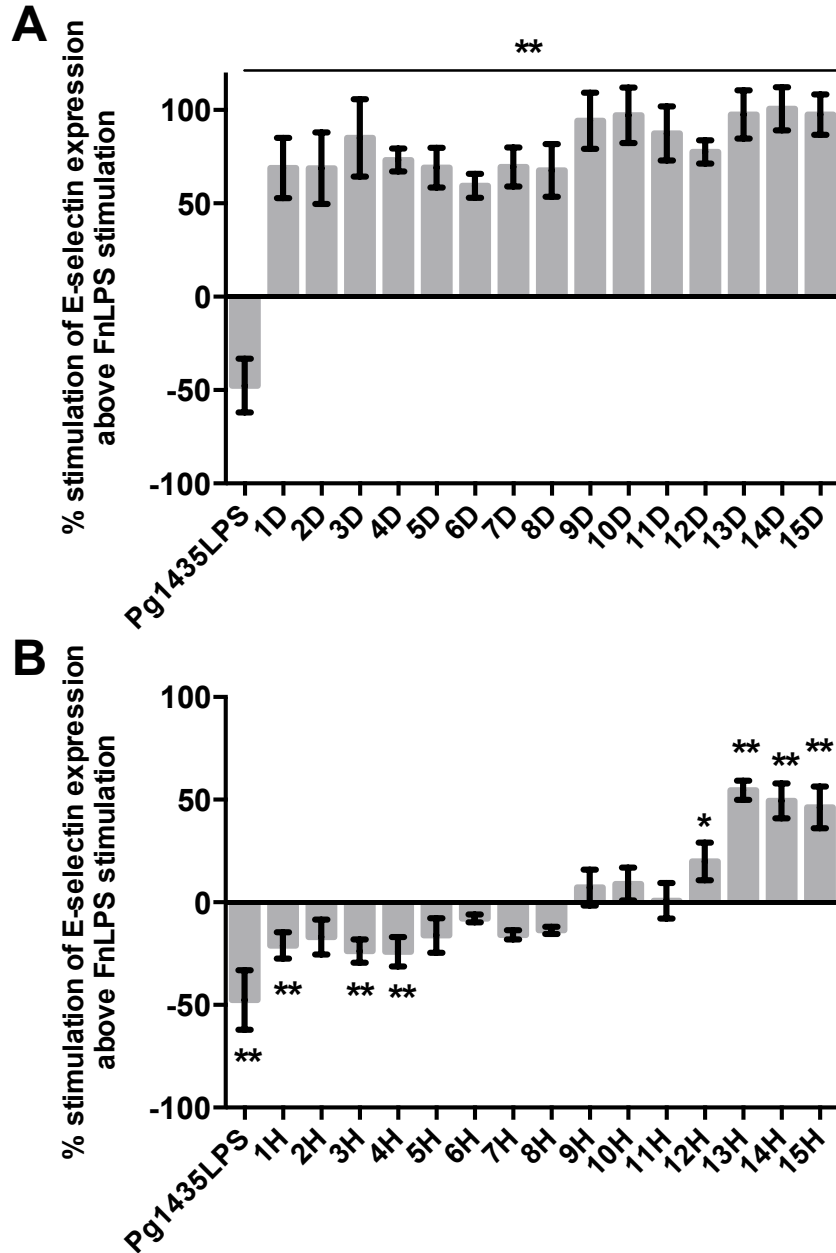 A
% stimulation of E-selectin expression
above FnLPS stimulation
**
100
50
0
-50
-100
Pg1435LPS 1D 2D 3D 4D 5D 6D 7D 8D 9D 10D 11D 12D 13D 14D 15D
B
% stimulation of E-selectin expression
above FnLPS stimulation
100
50
0
-50
-100
** ** ** ** * ** ** **
Pg1435LPS 1H 2H 3H 4H 5H 6H 7H 8H 9H 10H 11H 12H 13H 14H 15H